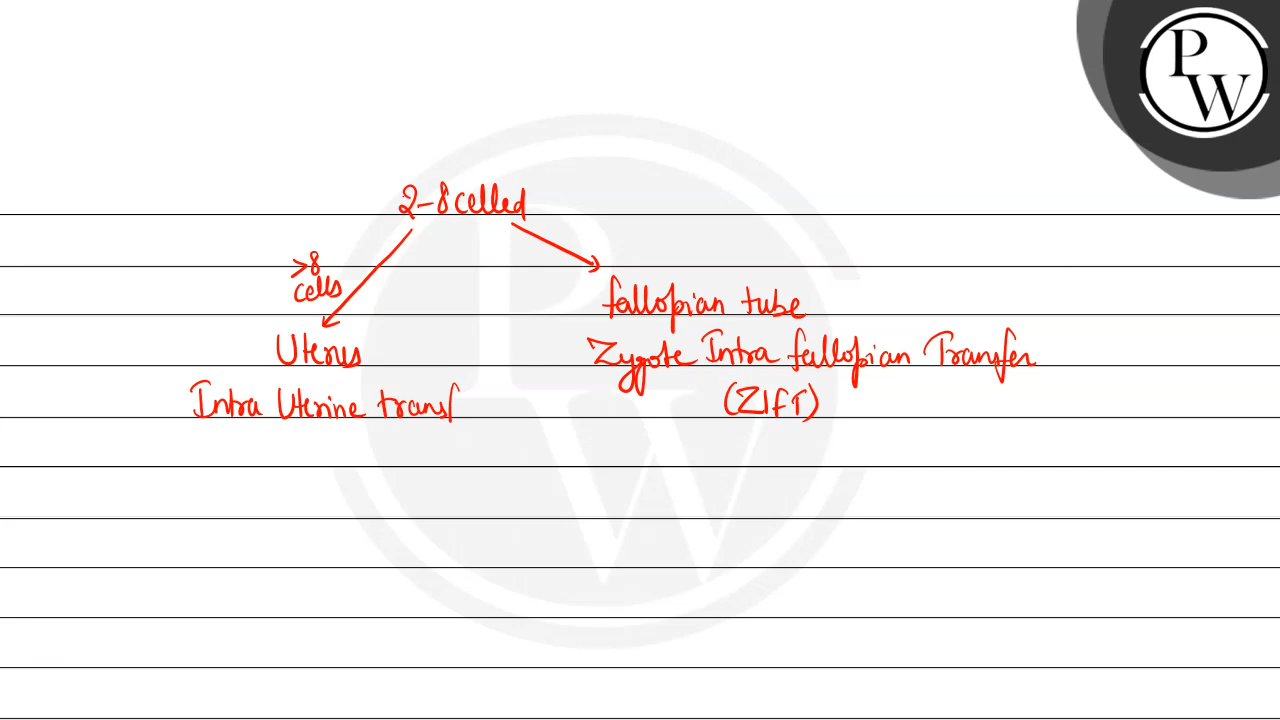 PW
2-8 celled
>8
cells
fallopian tube
Uterus
Zygote Intra fallopian Transfer
Intra Uterine transf
(ZIFT)